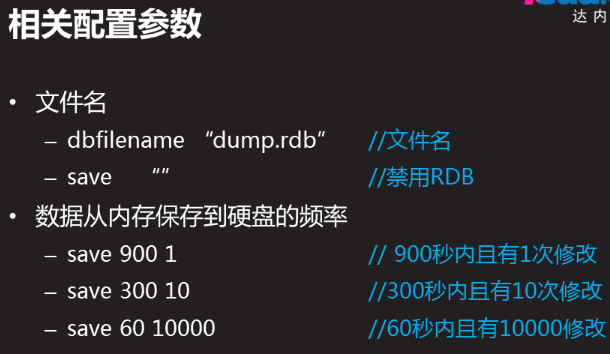 相关配置参数
达内
• 文件名
– dbfilename “dump.rdb” //文件名
– save “” //禁用RDB
• 数据从内存保存到硬盘的频率
– save 900 1 // 900秒内且有1次修改
– save 300 10 //300秒内且有10次修改
– save 60 10000 //60秒内且有10000修改